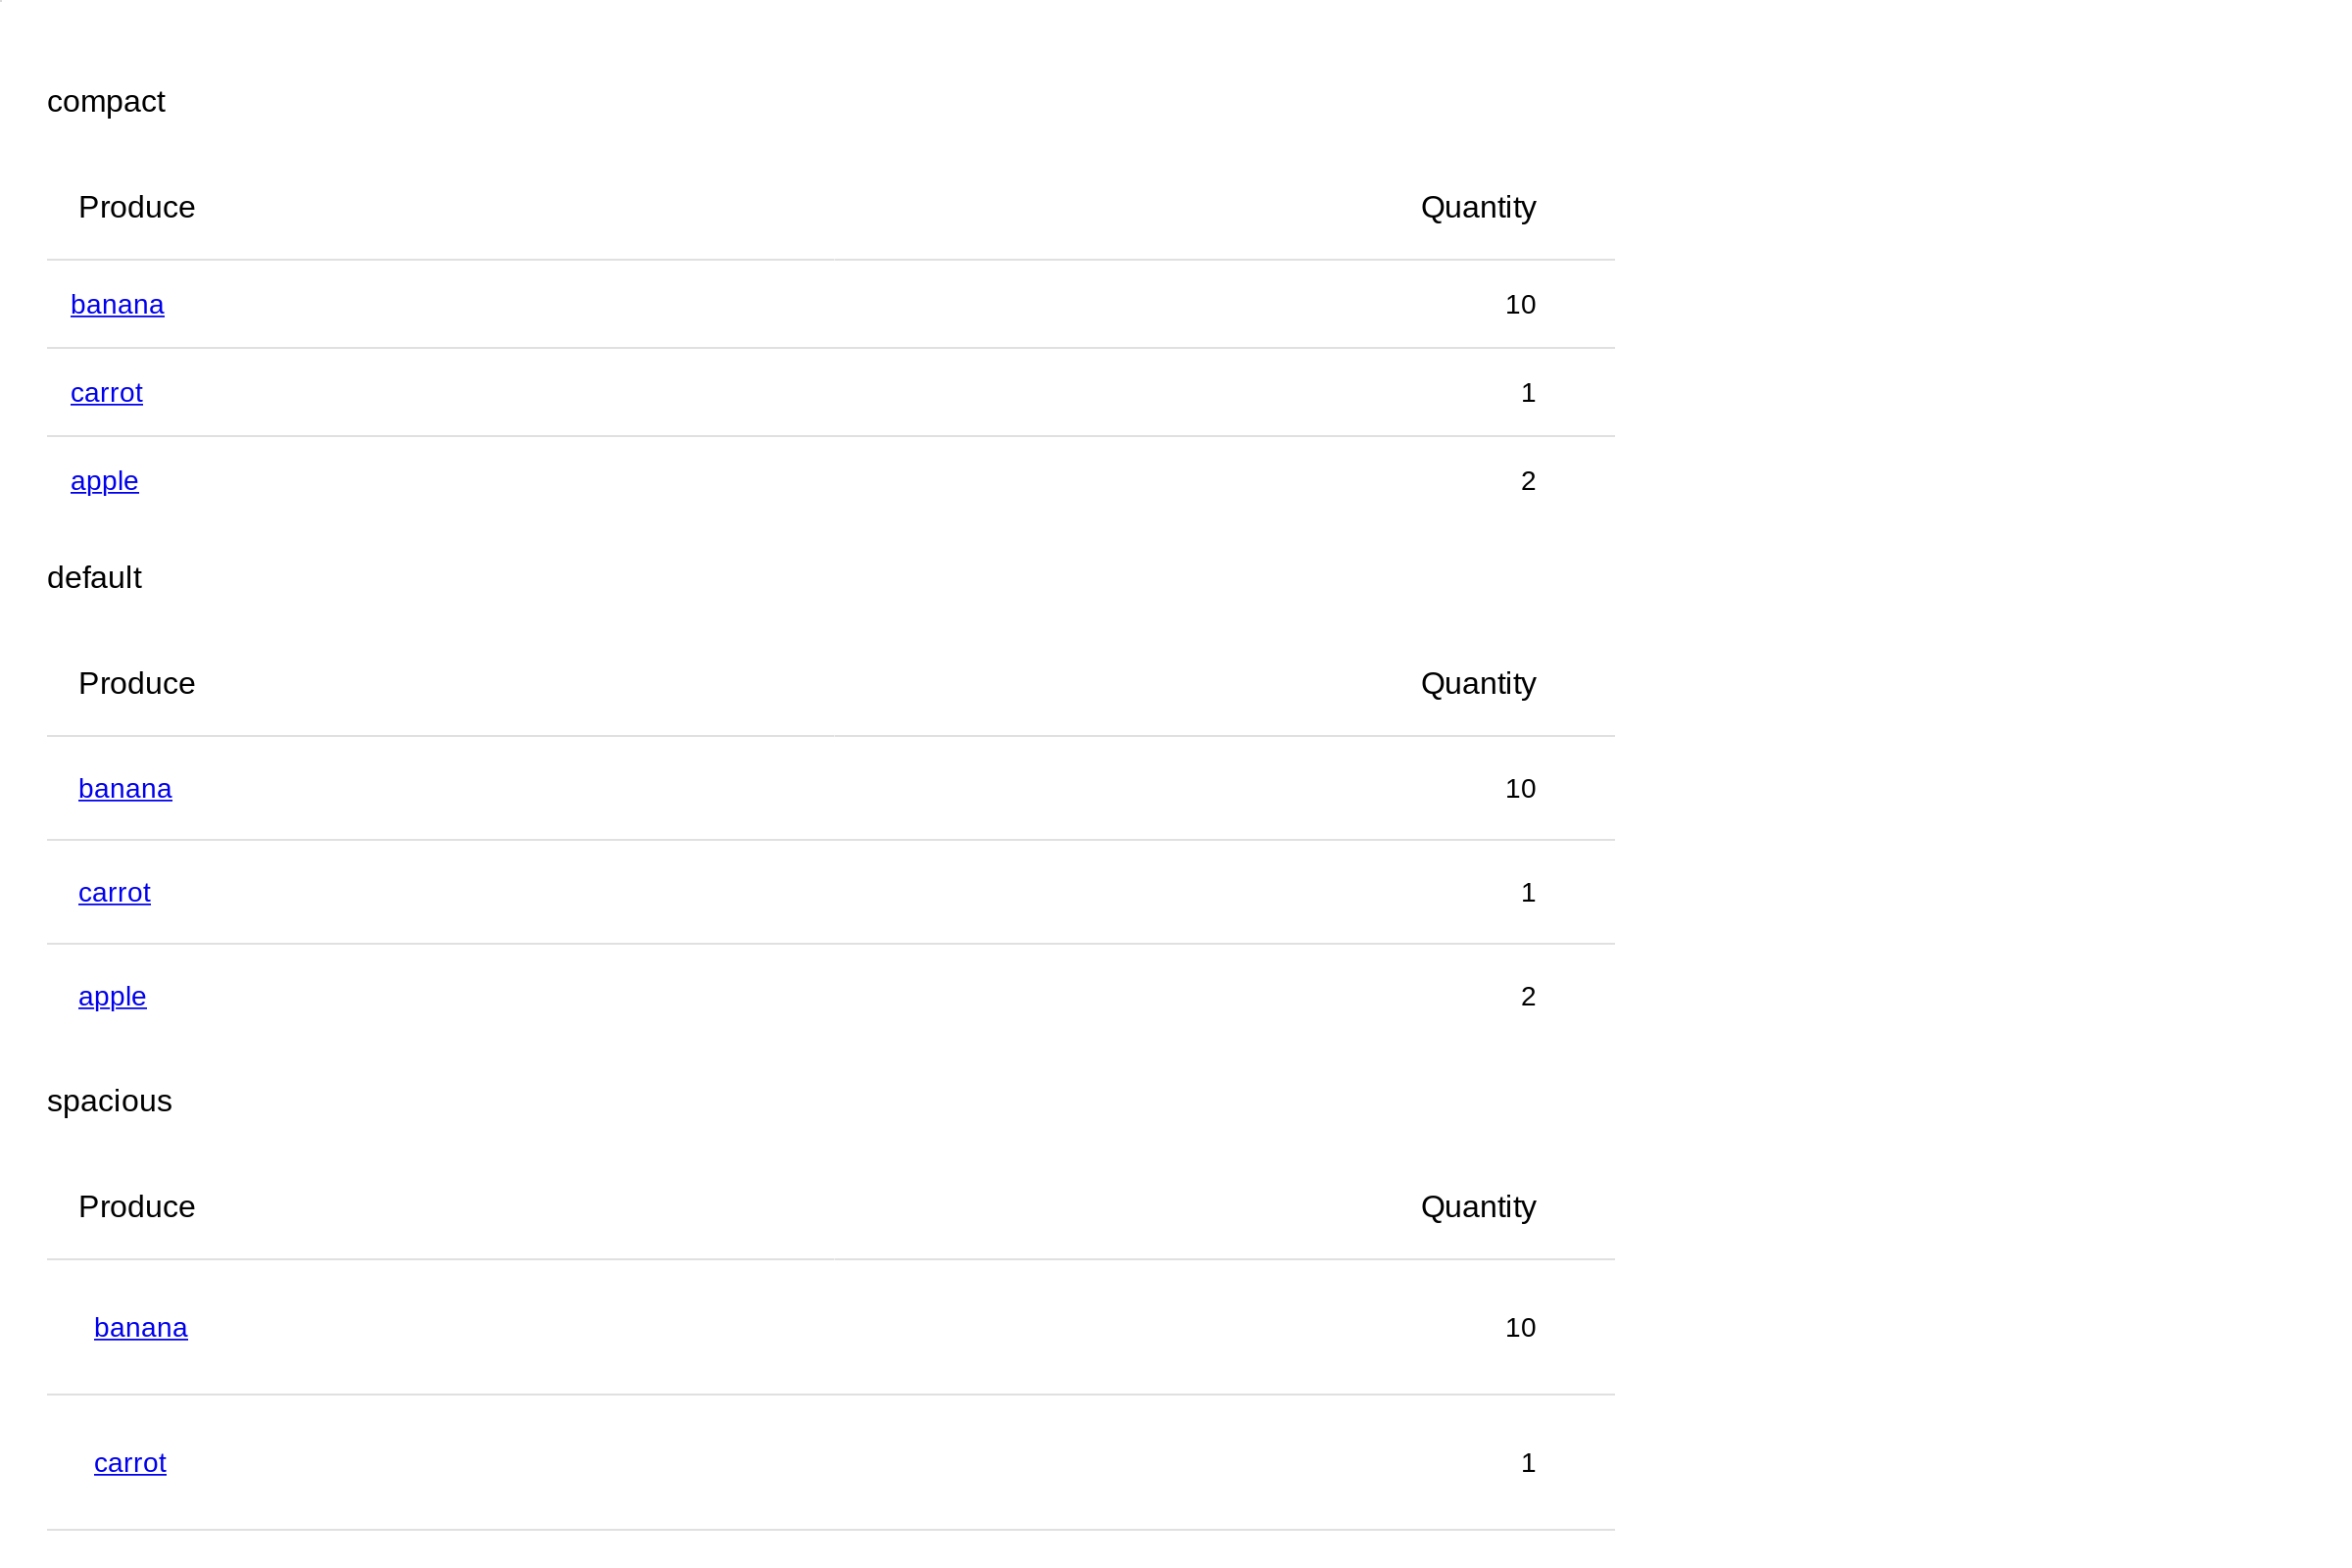 compact
Produce Quantity
banana 10
carrot 1
apple 2
default
Produce Quantity
banana 10
carrot 1
apple 2
spacious
Produce Quantity
banana 10
carrot 1